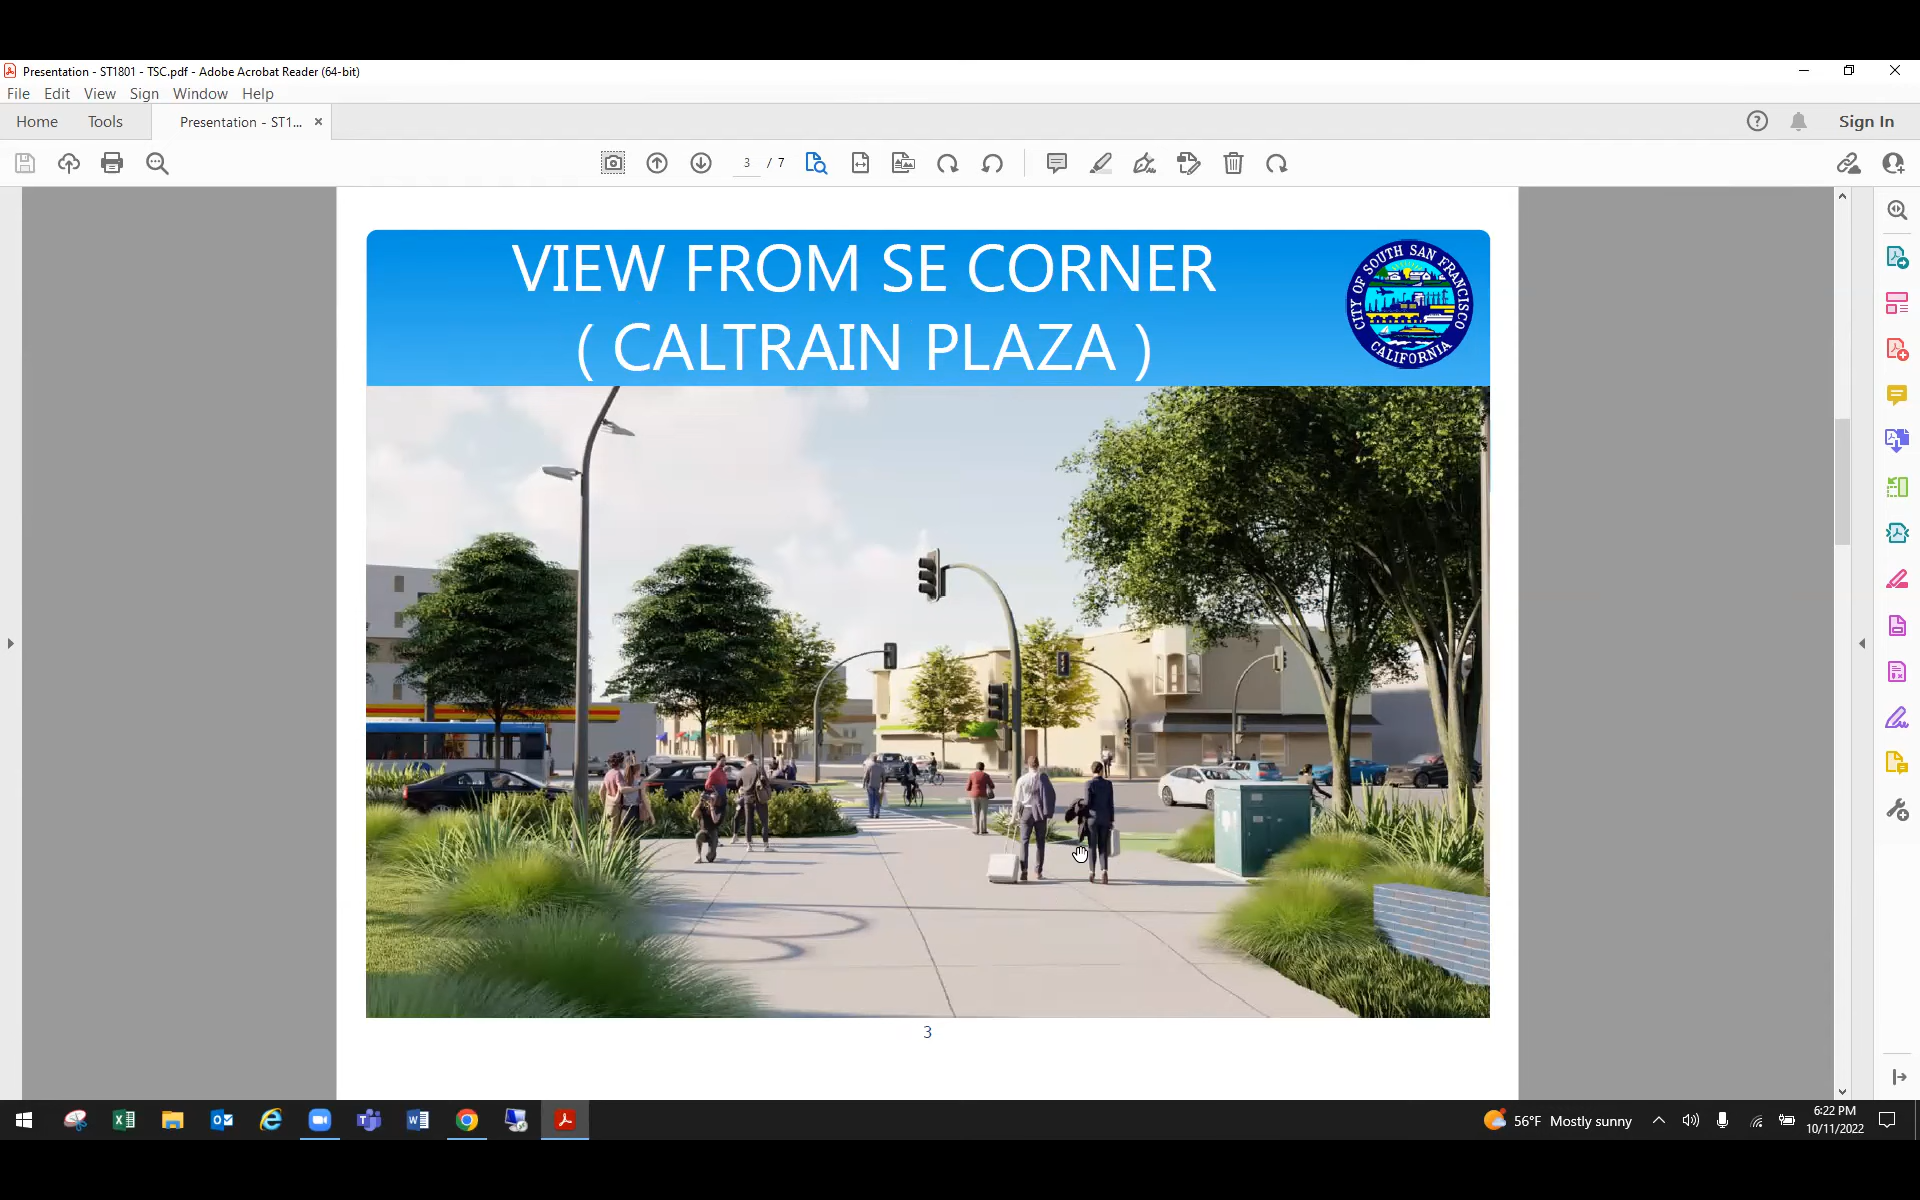 Presentation - ST1801 - TSC.pdf - Adobe Acrobat Reader (64-bit)
File Edit View Sign Window Help
Home Tools Presentation - ST1... ×
Sign In
3 / 7
VIEW FROM SE CORNER
( CALTRAIN PLAZA )
CITY OF SOUTH SAN FRANCISCO
CALIFORNIA
3
56°F Mostly sunny
6:22 PM
10/11/2022